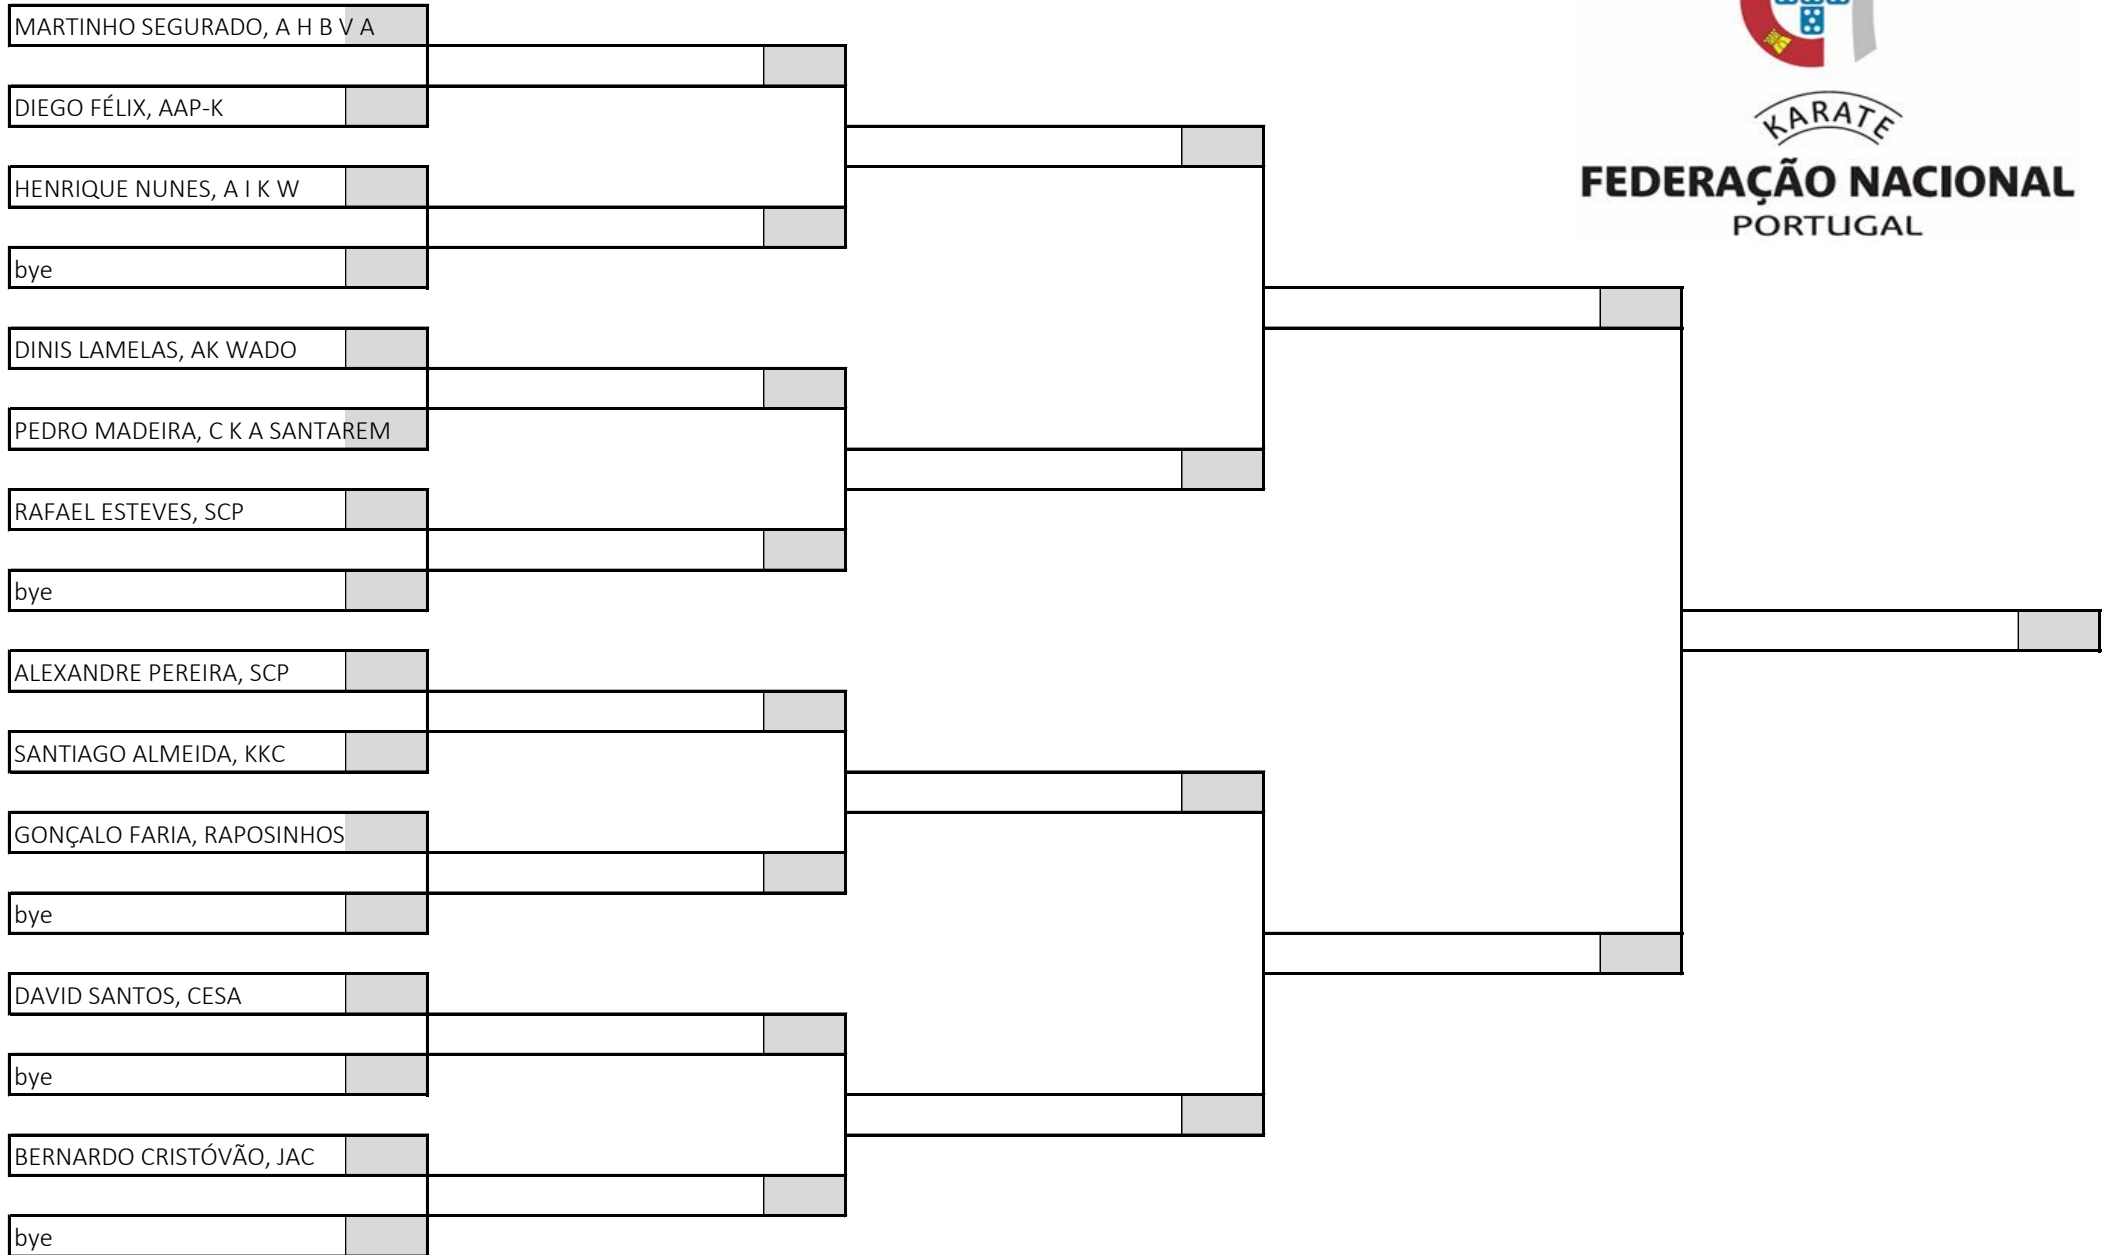 MARTINHO SEGURADO, A H B V A
DIEGO FÉLIX, AAP-K
HENRIQUE NUNES, A I K W
bye
DINIS LAMELAS, AK WADO
PEDRO MADEIRA, C K A SANTAREM
RAFAEL ESTEVES, SCP
bye
ALEXANDRE PEREIRA, SCP
SANTIAGO ALMEIDA, KKC
GONÇALO FARIA, RAPOSINHOS
bye
DAVID SANTOS, CESA
bye
BERNARDO CRISTÓVÃO, JAC
bye
KARATE
FEDERAÇÃO NACIONAL
PORTUGAL